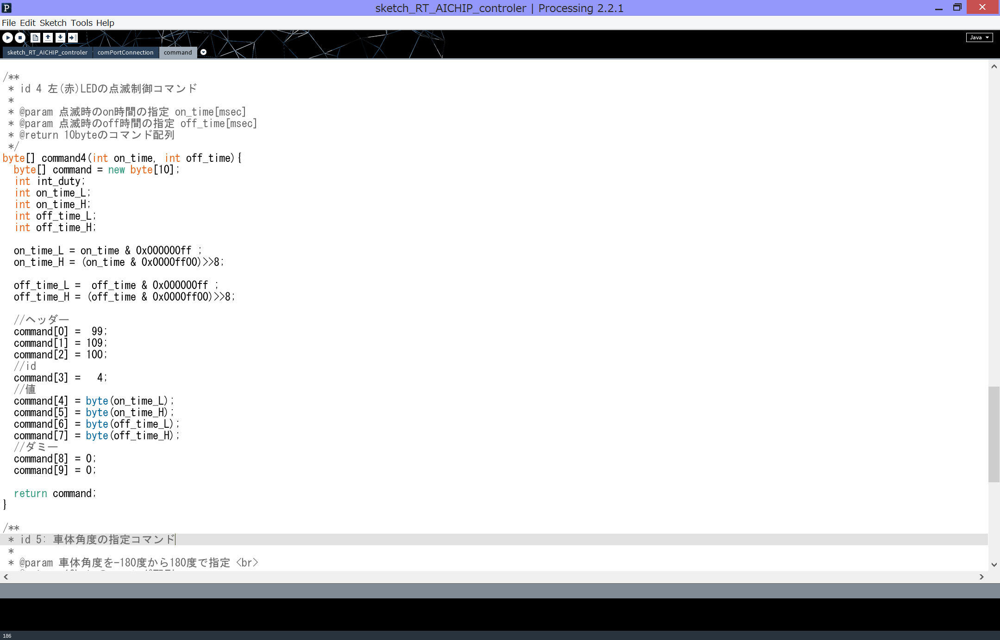 sketch_RT_AICHIP_controler | Processing 2.2.1
File Edit Sketch Tools Help
Java
sketch_RT_AICHIP_controler comPortConnection command
/**
 * id 4 左(赤)LEDの点滅制御コマンド
 *
 * @param 点滅時のon時間の指定 on_time[msec]
 * @param 点滅時のoff時間の指定 off_time[msec]
 * @return 10byteのコマンド配列
 */
byte[] command4(int on_time, int off_time){
  byte[] command = new byte[10];
  int int_duty;
  int on_time_L;
  int on_time_H;
  int off_time_L;
  int off_time_H;
  on_time_L = on_time & 0x000000ff ;
  on_time_H = (on_time & 0x0000ff00)>>8;
  off_time_L =  off_time & 0x000000ff ;
  off_time_H = (off_time & 0x0000ff00)>>8;
  //ヘッダー
  command[0] =  99;
  command[1] = 109;
  command[2] = 100;
  //id
  command[3] =   4;
  //値
  command[4] = byte(on_time_L);
  command[5] = byte(on_time_H);
  command[6] = byte(off_time_L);
  command[7] = byte(off_time_H);
  //ダミー
  command[8] = 0;
  command[9] = 0;
  return command;
}
/**
 * id 5: 車体角度の指定コマンド
 *
 * @param 車体角度を-180度から180度で指定 <br>
186